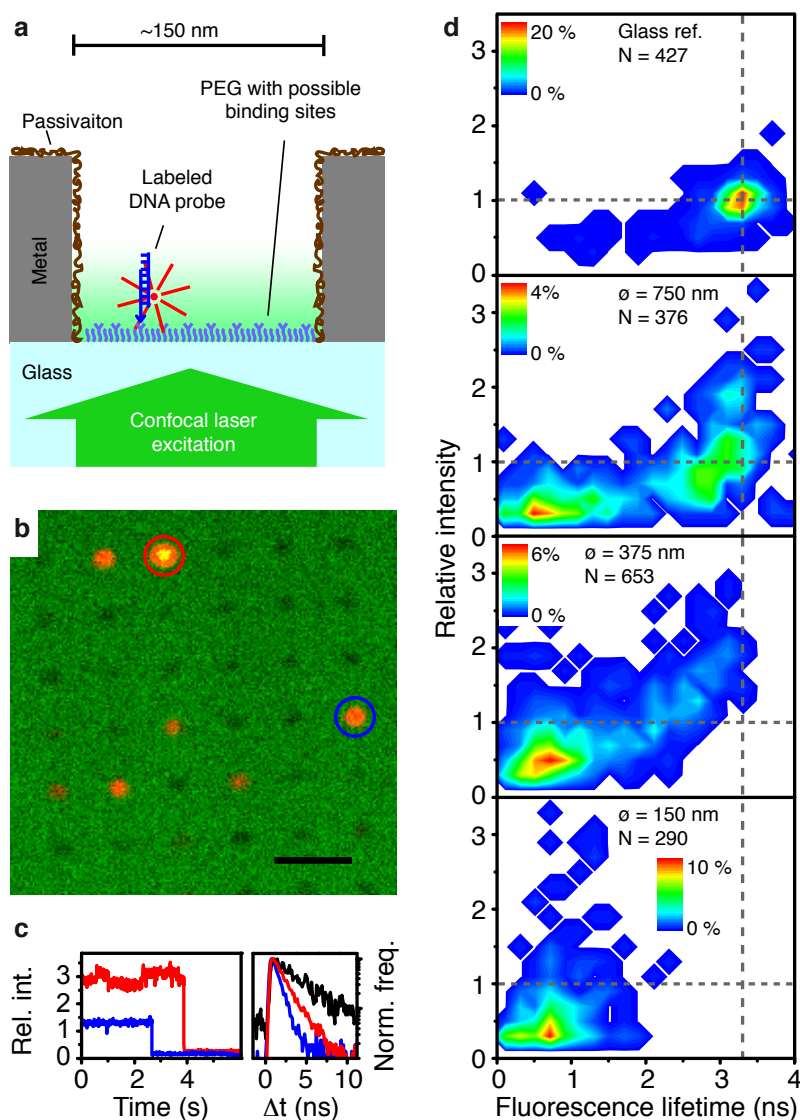 a
~150 nm
PEG with possible
binding sites
Passivaiton
Labeled
DNA probe
Metal
Glass
Confocal laser
excitation
b
c
Rel. int.
3
2
1
0
0 2 4 6
Time (s)
0 5 10
Δt (ns)
Norm. freq.
d
Relative intensity
20 %
0 %
Glass ref.
N = 427
3
2
1
0
4%
0 %
ø = 750 nm
N = 376
3
2
1
0
6%
0 %
ø = 375 nm
N = 653
3
2
1
0
ø = 150 nm
N = 290
10 %
0 %
3
2
1
0
0 1 2 3 4
Fluorescence lifetime (ns)